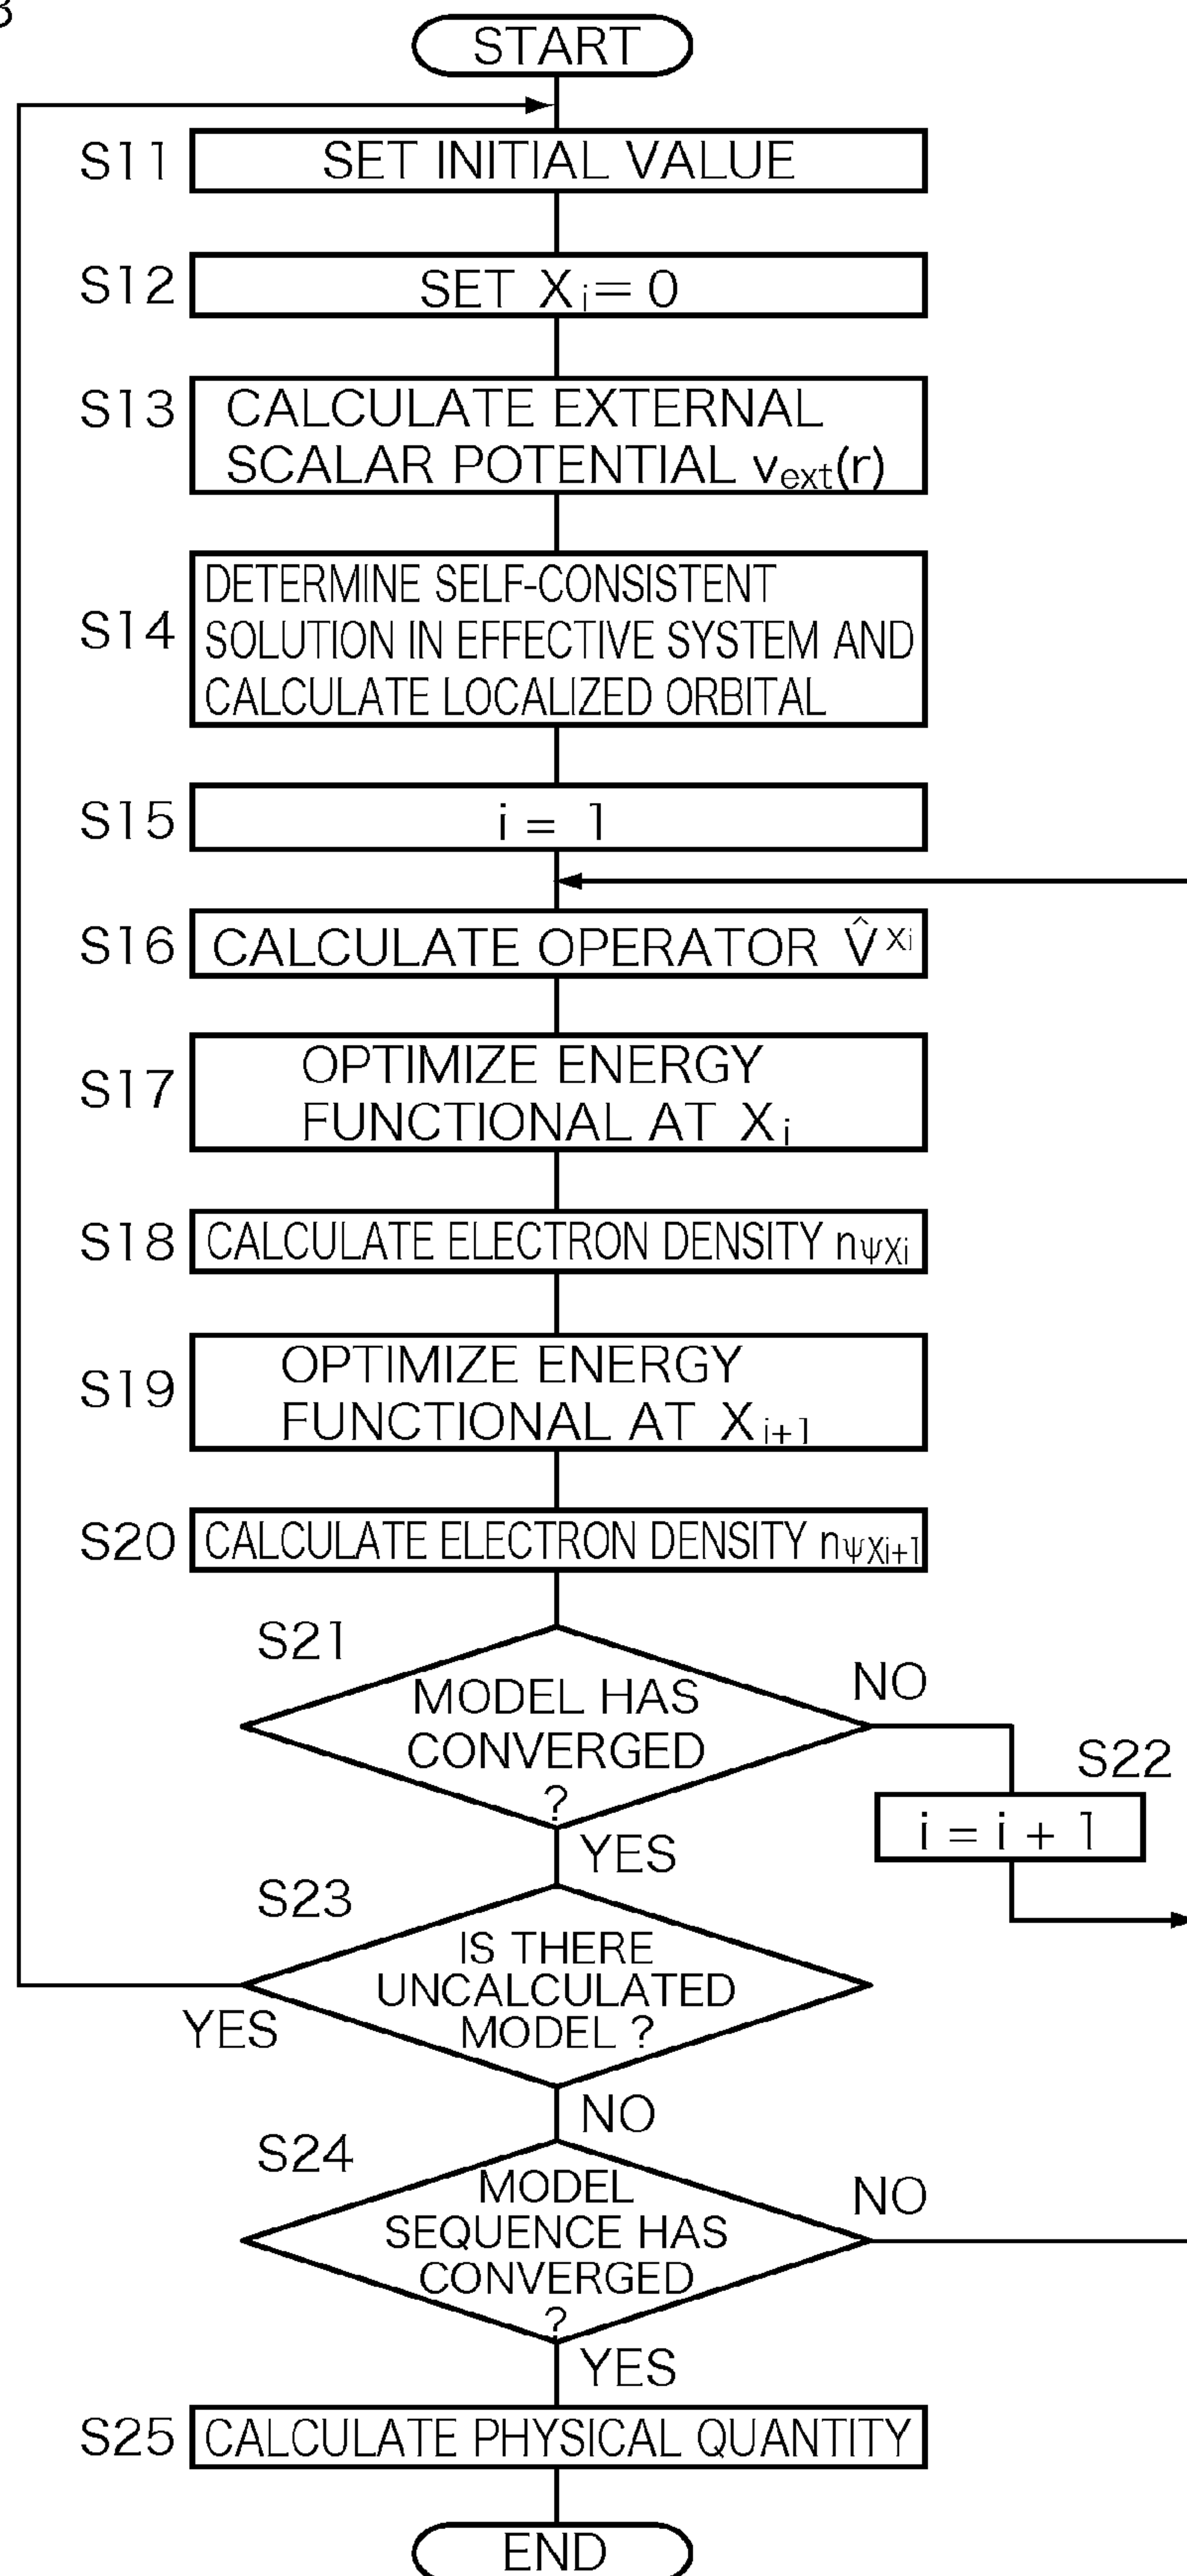 START
S11
SET INITIAL VALUE
S12
SET Xi = 0
S13
CALCULATE EXTERNAL
SCALAR POTENTIAL vext(r)
S14
DETERMINE SELF-CONSISTENT
SOLUTION IN EFFECTIVE SYSTEM AND
CALCULATE LOCALIZED ORBITAL
S15
i = 1
S16
CALCULATE OPERATOR V̂Xi
S17
OPTIMIZE ENERGY
FUNCTIONAL AT Xi
S18
CALCULATE ELECTRON DENSITY nψXi
S19
OPTIMIZE ENERGY
FUNCTIONAL AT Xi+1
S20
CALCULATE ELECTRON DENSITY nψXi+1
S21
MODEL HAS
CONVERGED
?
NO
S22
i = i + 1
YES
S23
IS THERE
UNCALCULATED
MODEL ?
YES
NO
S24
MODEL
SEQUENCE HAS
CONVERGED
?
NO
YES
S25
CALCULATE PHYSICAL QUANTITY
END